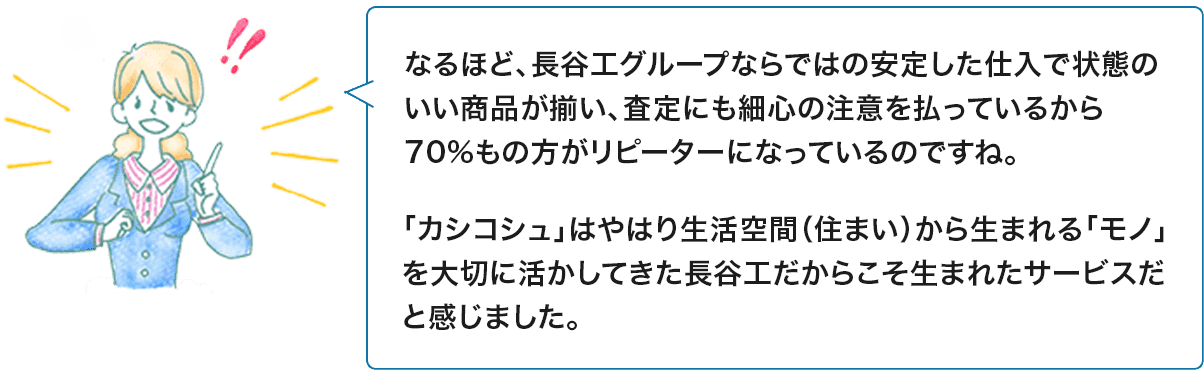 !!
なるほど、長谷工グループならではの安定した仕入で状態の
いい商品が揃い、査定にも細心の注意を払っているから
70%もの方がリピーターになっているのですね。
「カシコシュ」はやはり生活空間（住まい）から生まれる「モノ」
を大切に活かしてきた長谷工だからこそ生まれたサービスだ
と感じました。